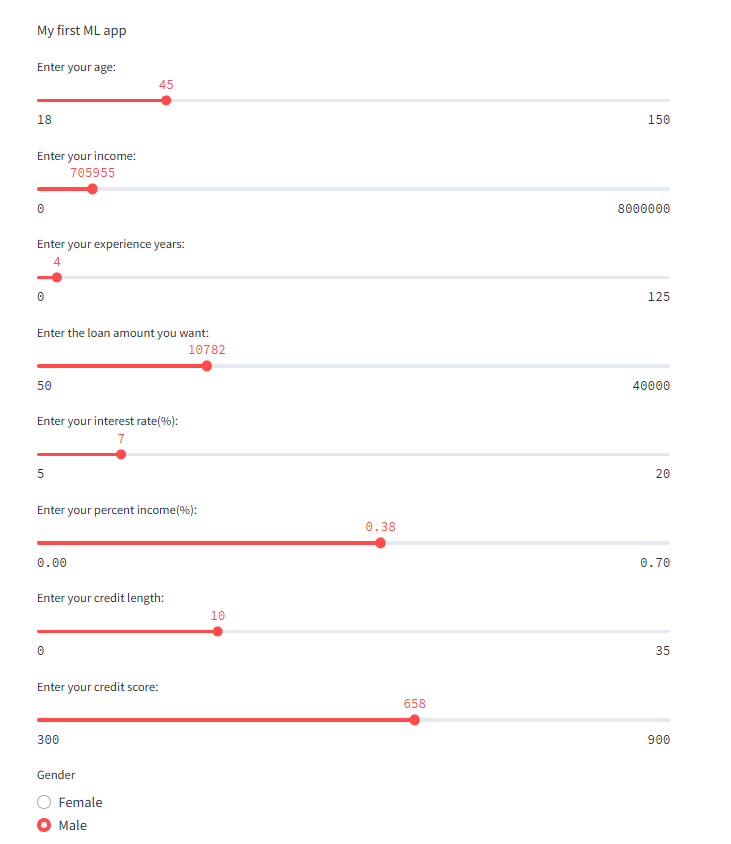 My first ML app
Enter your age:
45
18 150
Enter your income:
705955
0 8000000
Enter your experience years:
4
0 125
Enter the loan amount you want:
10782
50 40000
Enter your interest rate(%):
7
5 20
Enter your percent income(%):
0.38
0.00 0.70
Enter your credit length:
10
0 35
Enter your credit score:
658
300 900
Gender
Female
Male